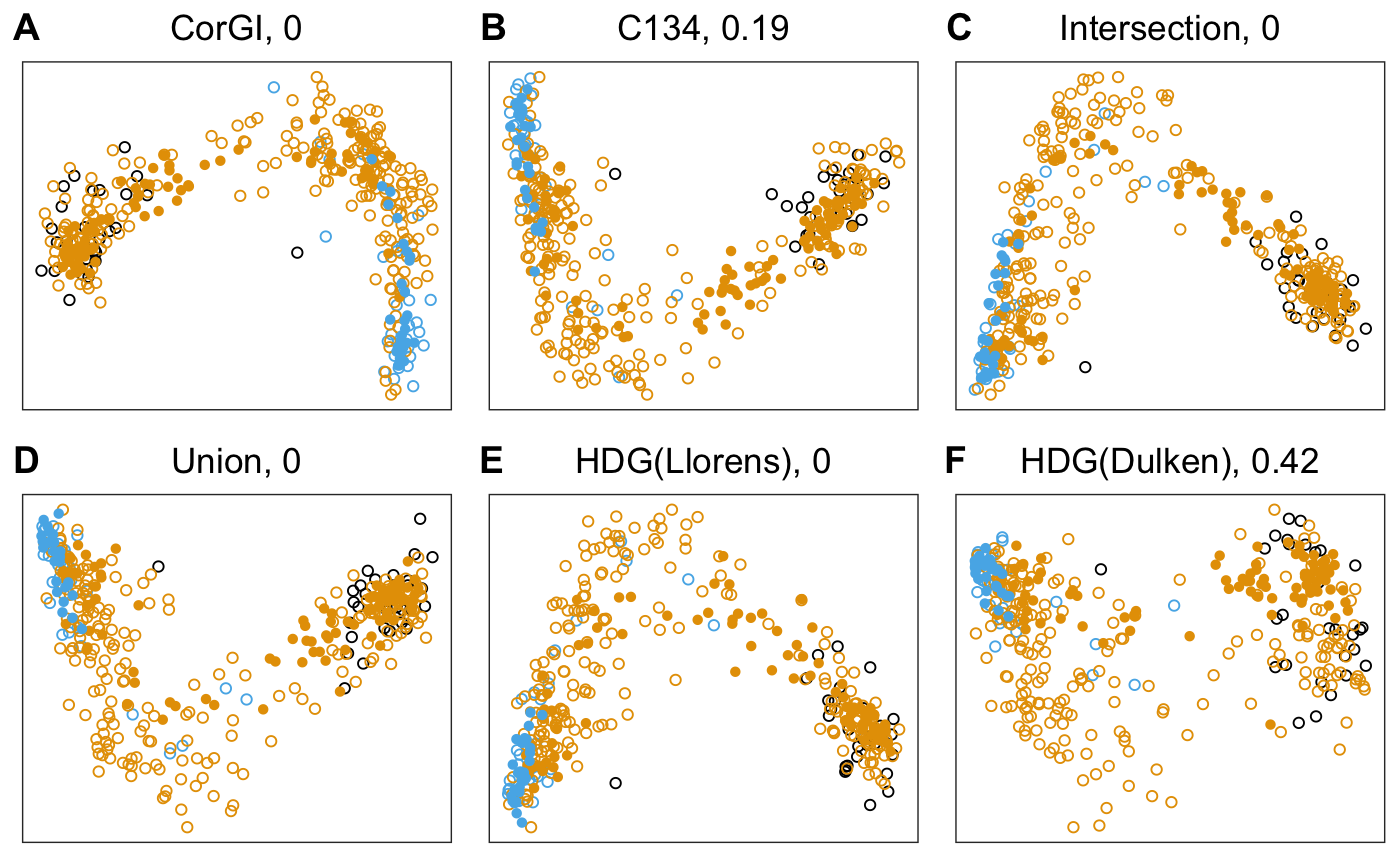 A CorGI, 0
B C134, 0.19
C Intersection, 0
D Union, 0
E HDG(Llorens), 0
F HDG(Dulken), 0.42